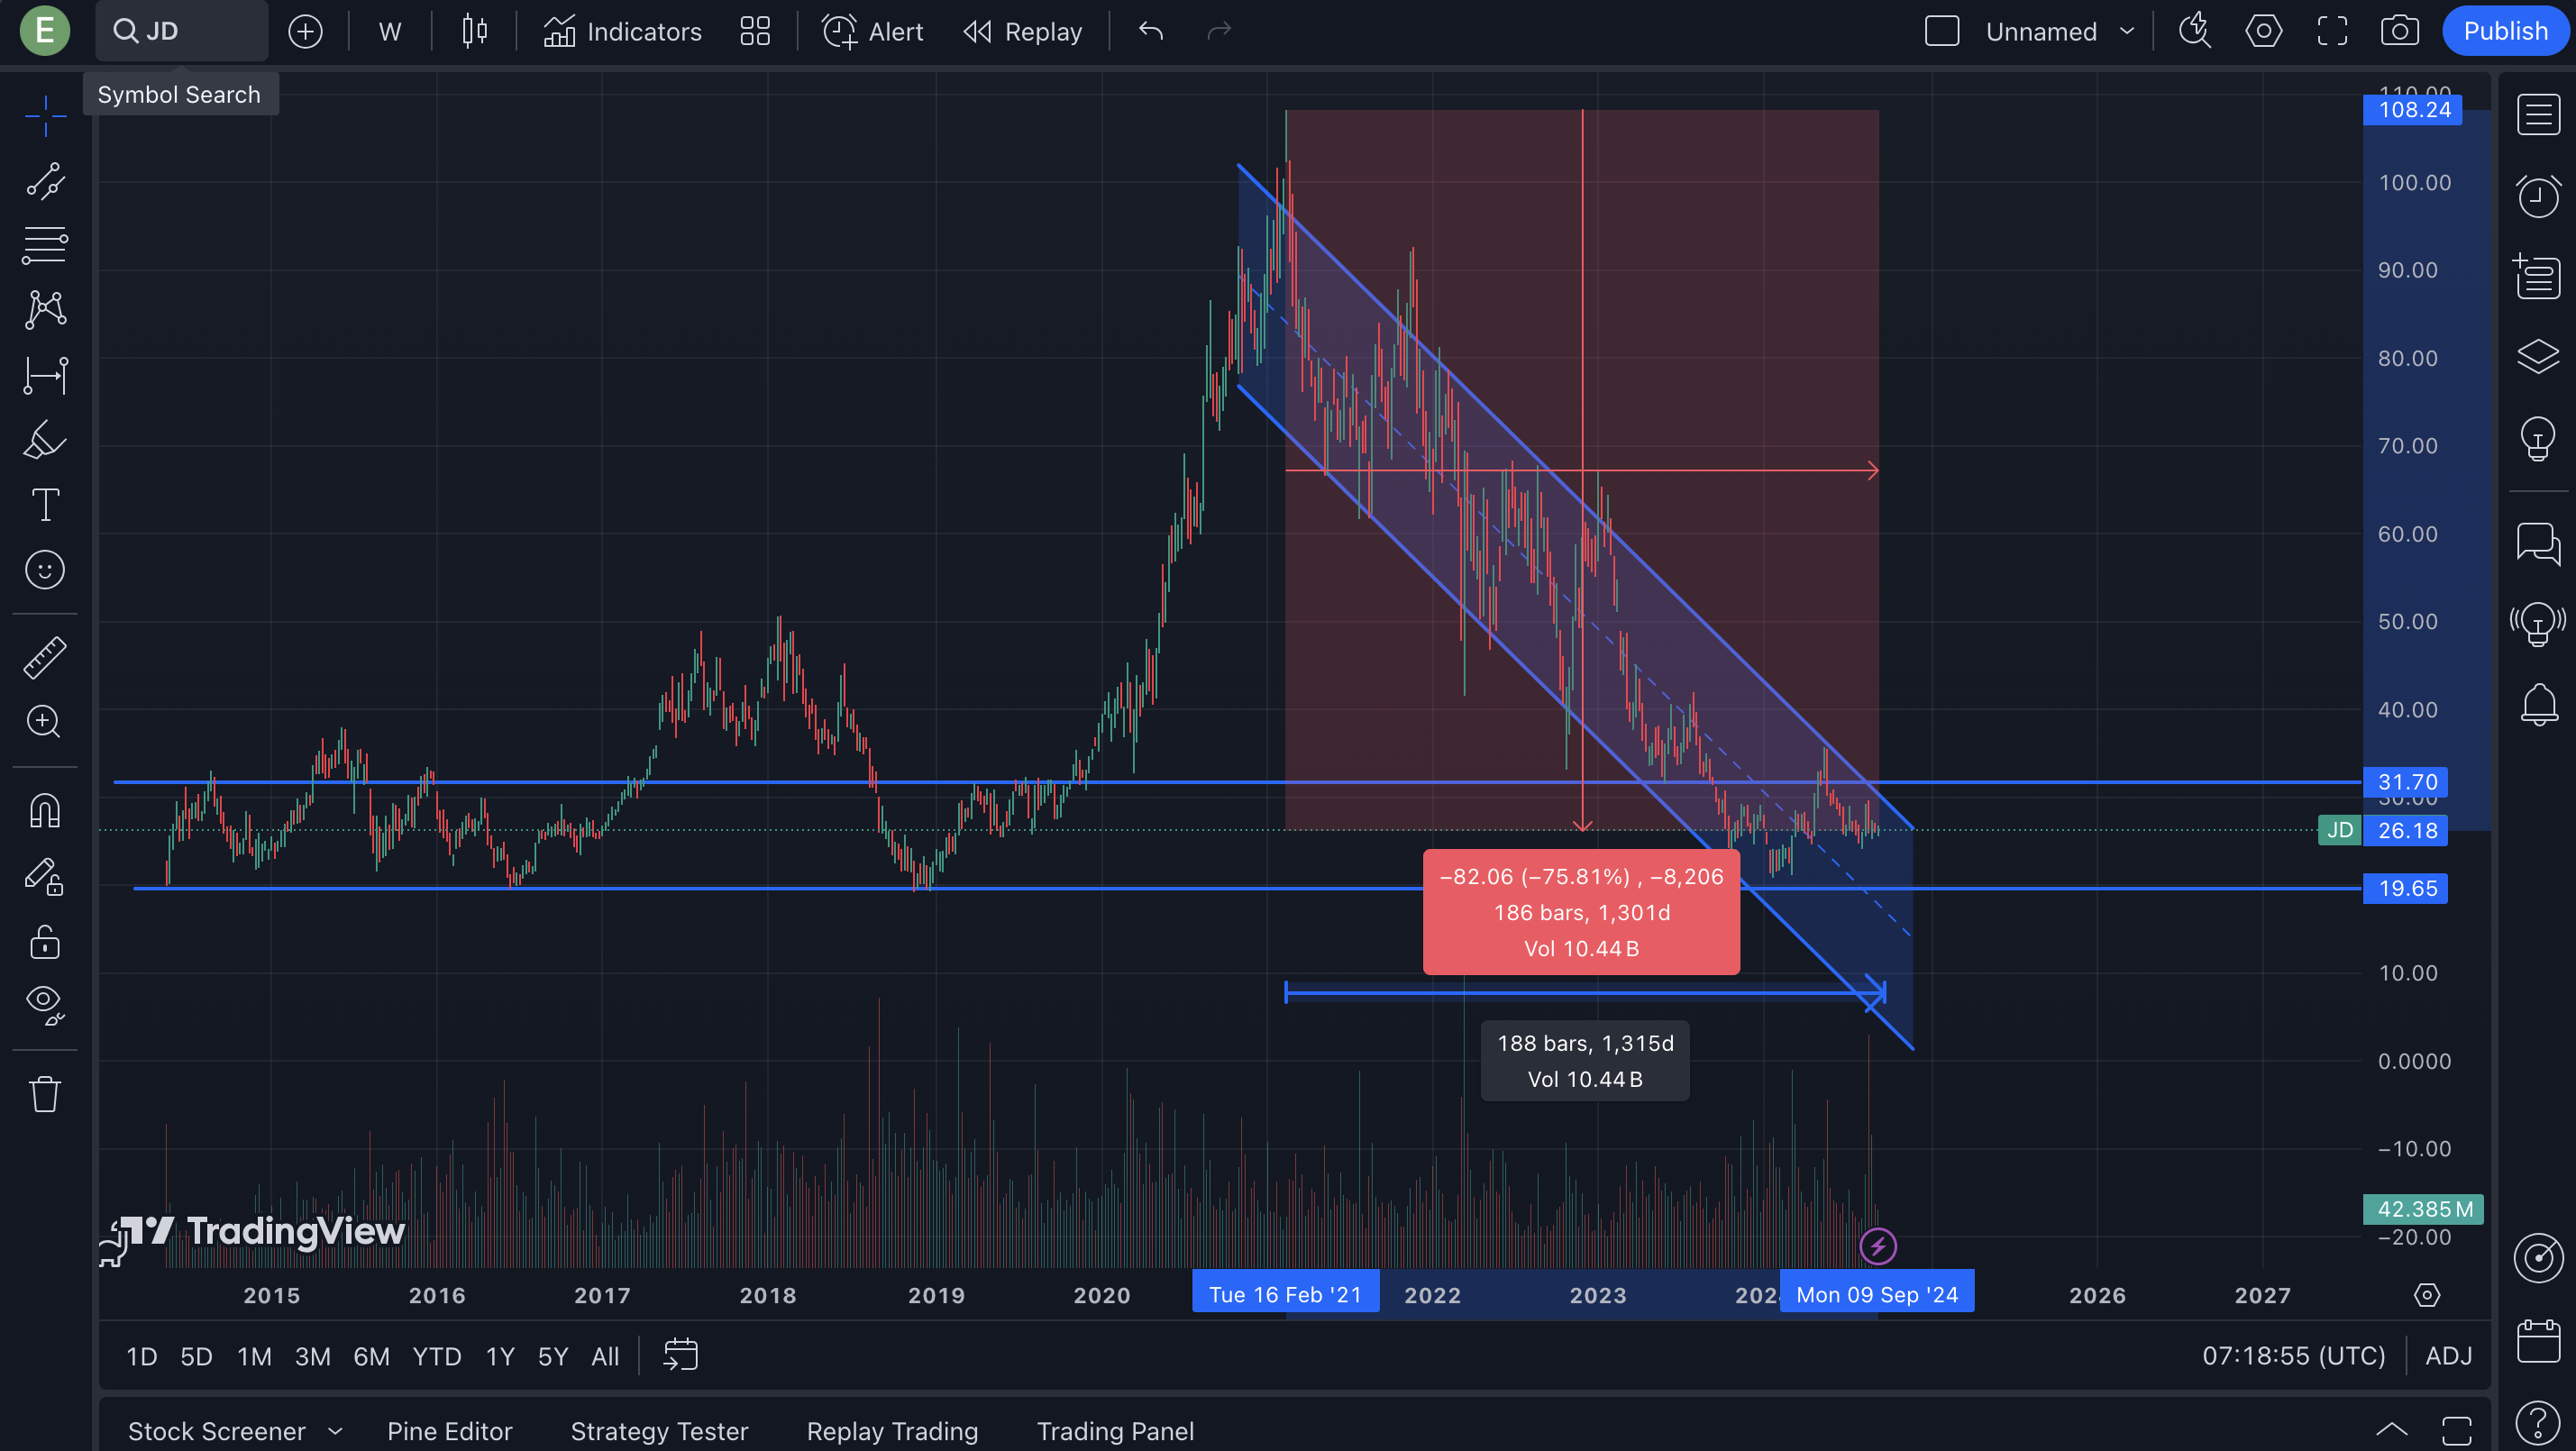 E
JD
W
Indicators
Alert
Replay
Unnamed
Publish
Symbol Search
110.00
108.24
100.00
90.00
80.00
70.00
60.00
50.00
40.00
31.70
30.00
JD 26.18
19.65
−82.06 (−75.81%) , −8,206
186 bars, 1,301d
Vol 10.44 B
10.00
188 bars, 1,315d
Vol 10.44 B
0.0000
−10.00
42.385 M
−20.00
TradingView
2015 2016 2017 2018 2019 2020 Tue 16 Feb '21 2022 2023 202 Mon 09 Sep '24 2026 2027
1D 5D 1M 3M 6M YTD 1Y 5Y All
07:18:55 (UTC) ADJ
Stock Screener Pine Editor Strategy Tester Replay Trading Trading Panel